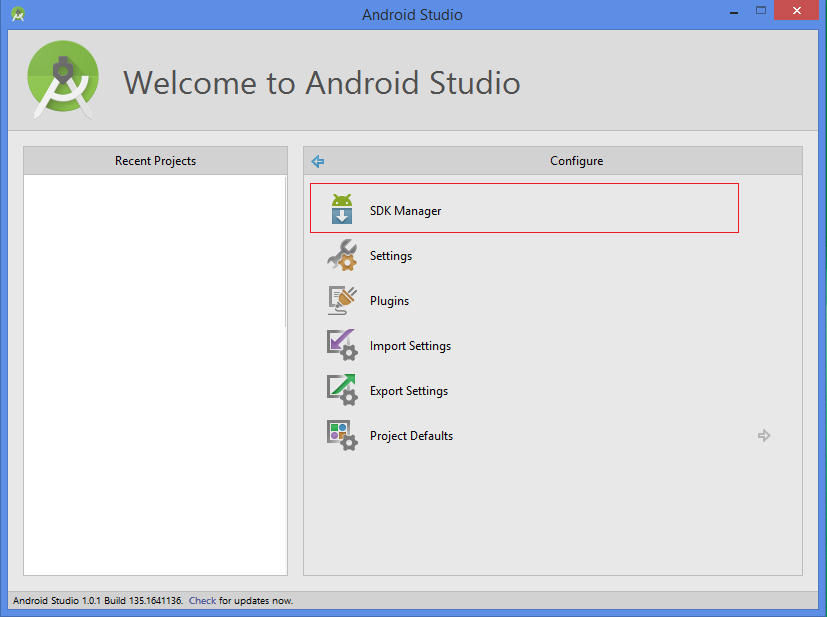 Android Studio
Welcome to Android Studio
Recent Projects
Configure
SDK Manager
Settings
Plugins
Import Settings
Export Settings
Project Defaults
Android Studio 1.0.1 Build 135.1641136. Check for updates now.